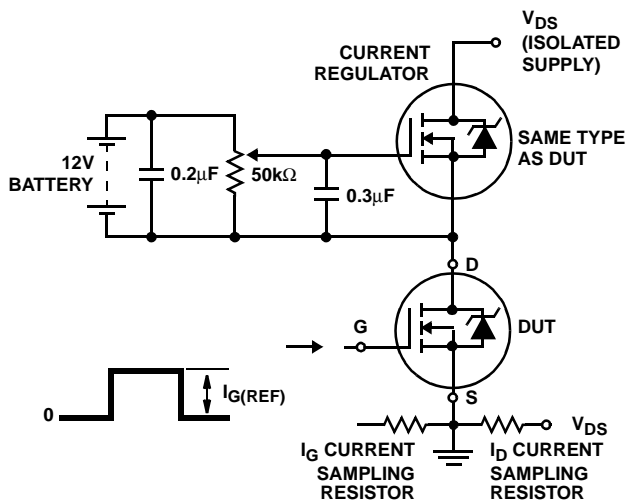 V_DS
(ISOLATED
SUPPLY)
CURRENT
REGULATOR
SAME TYPE
AS DUT
12V
BATTERY
0.2μF
50kΩ
0.3μF
D
DUT
G
I_G(REF)
0
S
V_DS
I_G CURRENT
SAMPLING
RESISTOR
I_D CURRENT
SAMPLING
RESISTOR